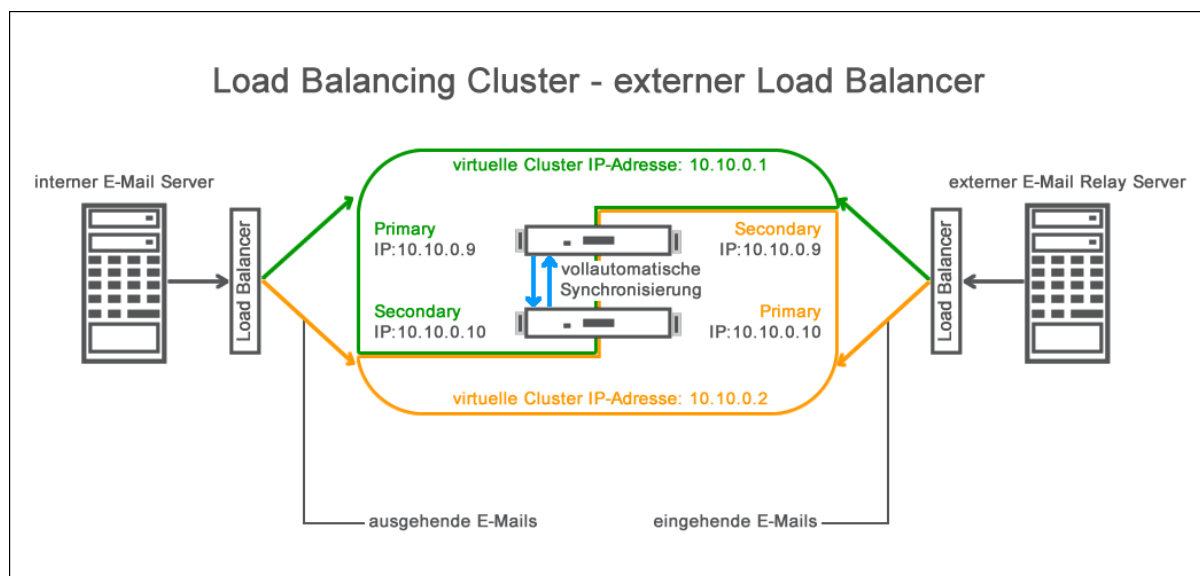 Load Balancing Cluster - externer Load Balancer
virtuelle Cluster IP-Adresse: 10.10.0.1
interner E-Mail Server
externer E-Mail Relay Server
Load Balancer
Primary
IP:10.10.0.9
Secondary
IP:10.10.0.9
vollautomatische
Synchronisierung
Secondary
IP:10.10.0.10
Primary
IP:10.10.0.10
Load Balancer
virtuelle Cluster IP-Adresse: 10.10.0.2
ausgehende E-Mails
eingehende E-Mails